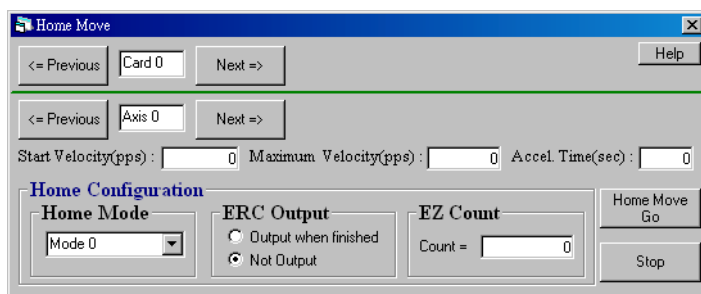 Home Move
<= Previous Card 0 Next => Help
<= Previous Axis 0 Next =>
Start Velocity(pps) : 0 Maximum Velocity(pps) : 0 Accel. Time(sec) : 0
Home Configuration
Home Mode ERC Output EZ Count
Mode 0
Output when finished
Not Output
Count = 0
Home Move
Go
Stop